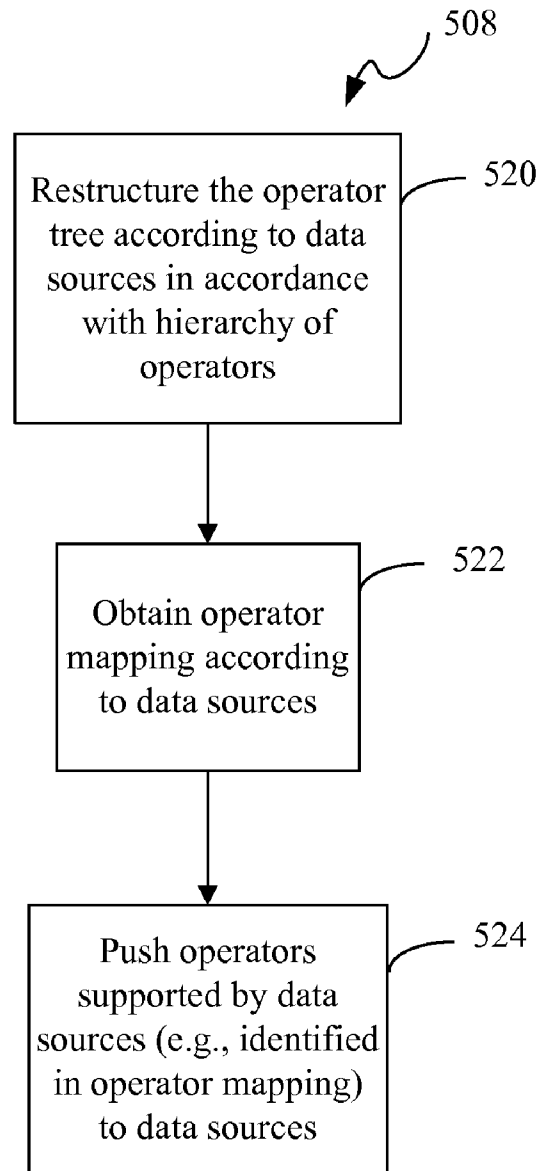 508
520
Restructure the operator
tree according to data
sources in accordance
with hierarchy of
operators
522
Obtain operator
mapping according
to data sources
524
Push operators
supported by data
sources (e.g., identified
in operator mapping)
to data sources